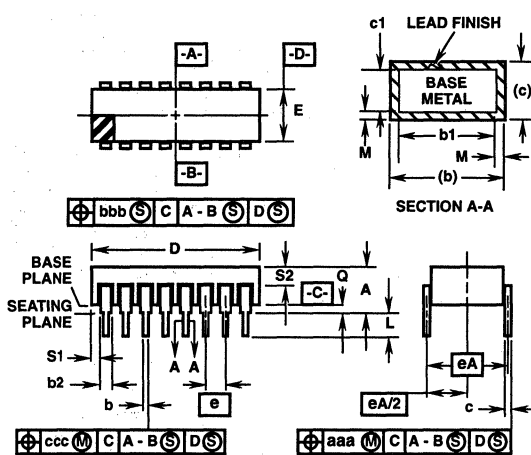 c1 LEAD FINISH
-A- -D-
BASE
METAL
(c)
E
b1
M
M
-B-
(b)
SECTION A-A
⌖ bbb Ⓢ C A - B Ⓢ D Ⓢ
D
BASE
PLANE
S2
Q
-C-
A
SEATING
PLANE
L
S1
A A
b2
eA
b
e
eA/2
c
⌖ ccc Ⓜ C A - B Ⓢ D Ⓢ
⌖ aaa Ⓜ C A - B Ⓢ D Ⓢ